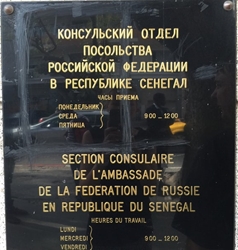 КОНСУЛЬСКИЙ ОТДЕЛ
ПОСОЛЬСТВА
РОССИЙСКОЙ ФЕДЕРАЦИИ
В РЕСПУБЛИКЕ СЕНЕГАЛ
ЧАСЫ ПРИЕМА
ПОНЕДЕЛЬНИК
СРЕДА 9 00 – 12 00
ПЯТНИЦА
SECTION CONSULAIRE
DE L'AMBASSADE
DE LA FEDERATION DE RUSSIE
EN REPUBLIQUE DU SENEGAL
HEURES DU TRAVAIL
LUNDI
MERCREDI 9 00 – 12 00
VENDREDI